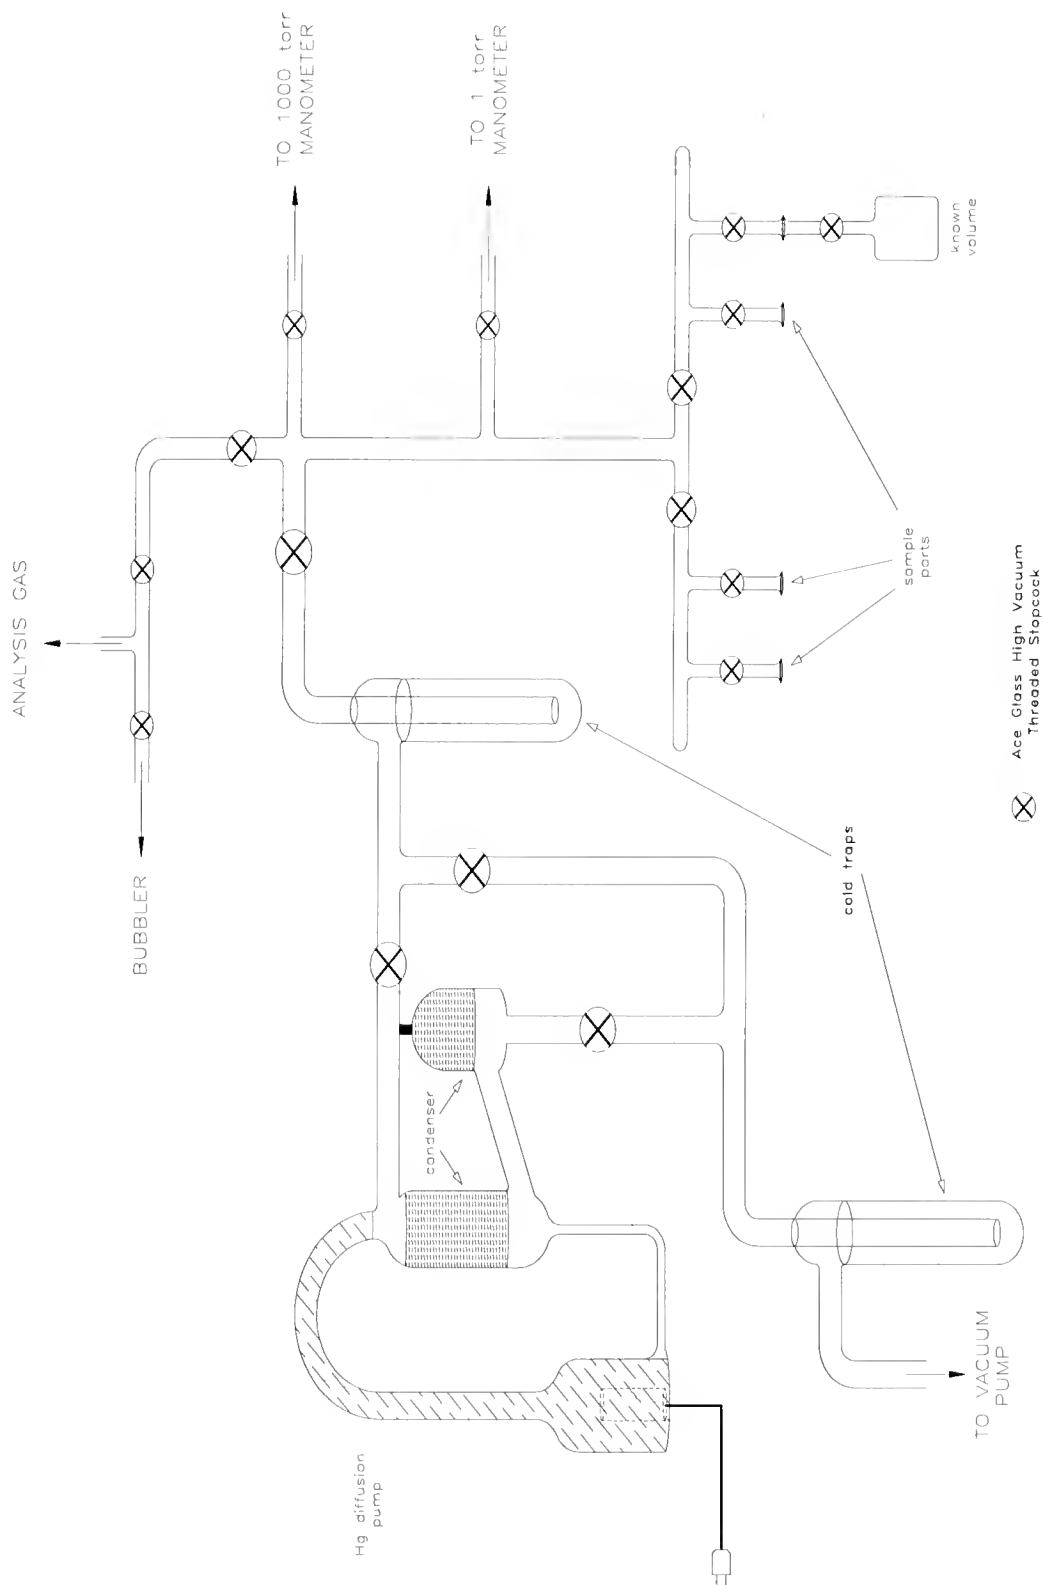 TO 1000 torr
MANOMETER
TO 1 torr
MANOMETER
ANALYSIS GAS
BUBBLER
known
volume
sample
ports
cold traps
condenser
Hg diffusion
pump
TO VACUUM
PUMP
Ace Glass High Vacuum
Threaded Stopcock